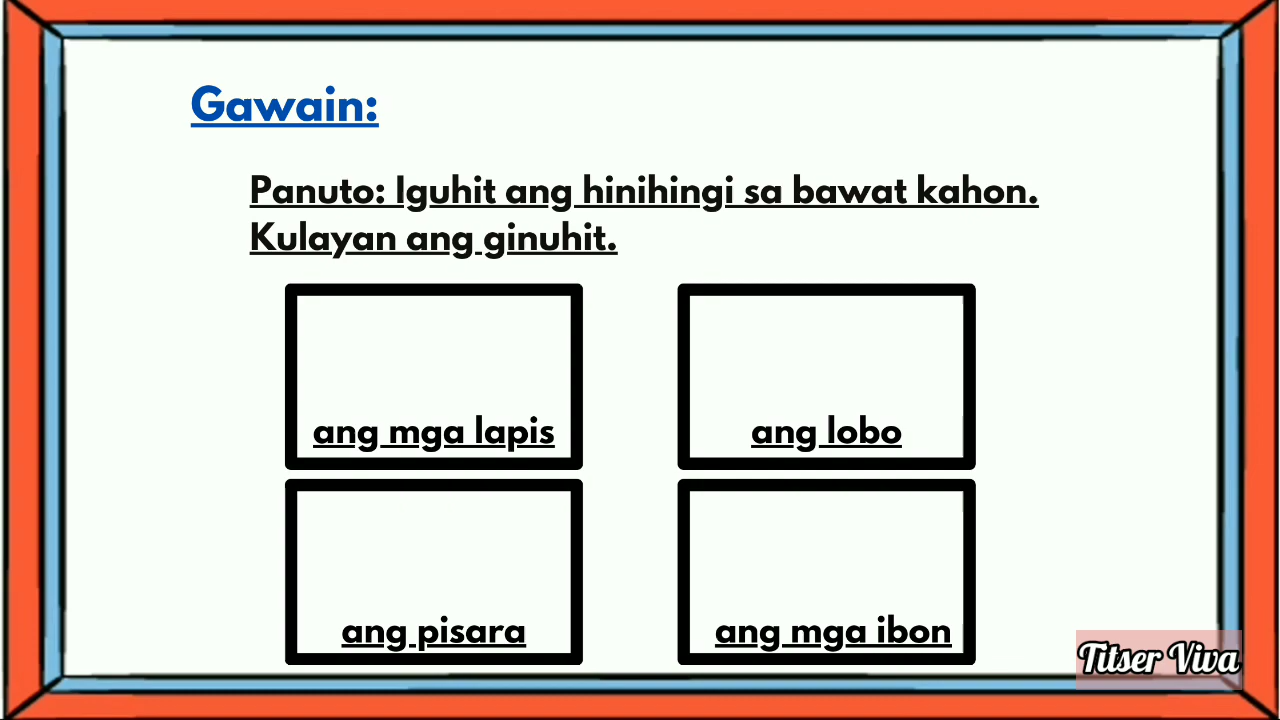 Gawain:
Panuto: Iguhit ang hinihingi sa bawat kahon.
Kulayan ang ginuhit.
ang mga lapis
ang lobo
ang pisara
ang mga ibon
Titser Viva